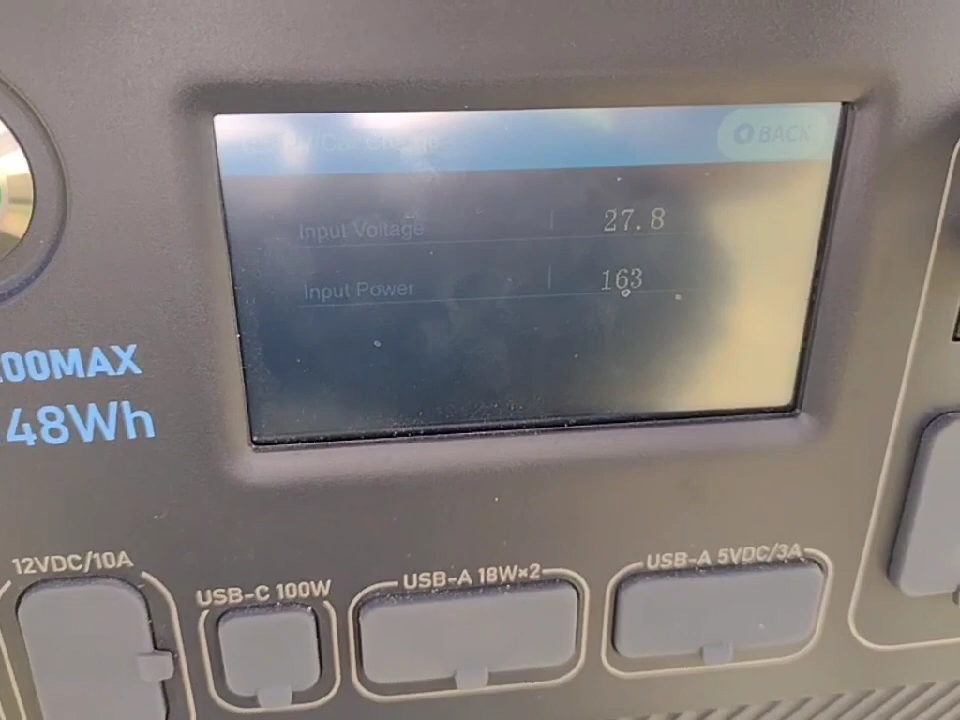 BACK
Input Voltage | 27.8
Input Power | 163
00MAX
48Wh
12VDC/10A
USB-C 100W
USB-A 18W×2
USB-A 5VDC/3A